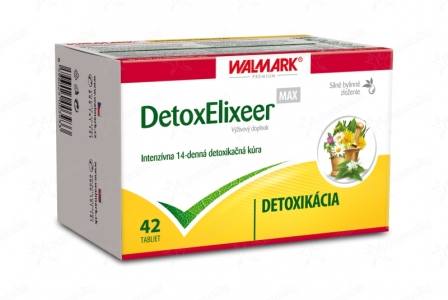 WALMARK®
PREMIUM
DetoxElixeer MAX
Výživový doplnok
Silné bylinné
zloženie
Intenzívna 14-denná detoxikačná kúra
42
TABLIET
DETOXIKÁCIA